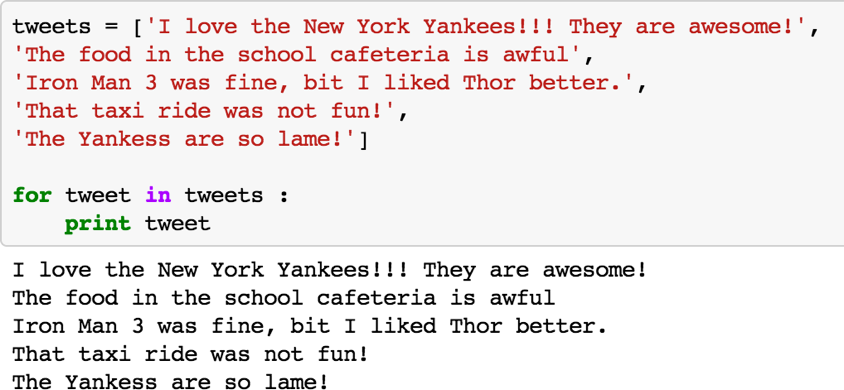 tweets = ['I love the New York Yankees!!! They are awesome!',
'The food in the school cafeteria is awful',
'Iron Man 3 was fine, bit I liked Thor better.',
'That taxi ride was not fun!',
'The Yankess are so lame!']
for tweet in tweets :
    print tweet
I love the New York Yankees!!! They are awesome!
The food in the school cafeteria is awful
Iron Man 3 was fine, bit I liked Thor better.
That taxi ride was not fun!
The Yankess are so lame!